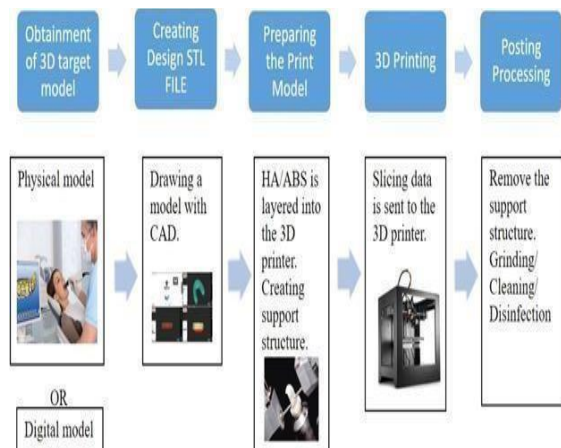 Obtainment
of 3D target
model
Creating
Design STL
FILE
Preparing
the Print
Model
3D Printing
Posting
Processing
Physical model
OR
Digital model
Drawing a
model with
CAD.
HA/ABS is
layered into
the 3D
printer.
Creating
support
structure.
Slicing data
is sent to the
3D printer.
Remove the
support
structure.
Grinding/
Cleaning/
Disinfection